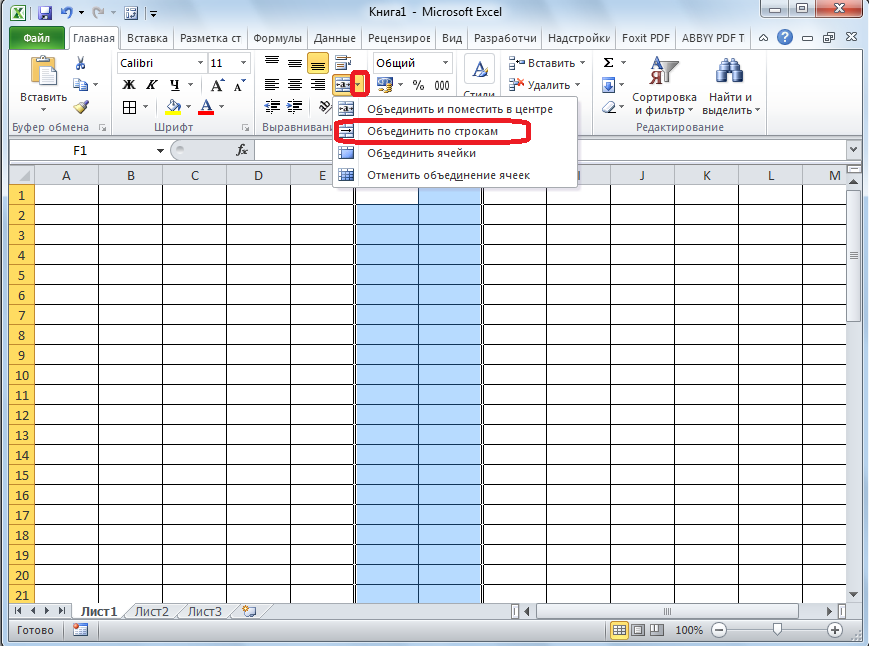 Книга1 - Microsoft Excel
Файл Главная Вставка Разметка ст Формулы Данные Рецензиров Вид Разработчи Надстройки Foxit PDF ABBYY PDF T
Calibri 11 Общий Вставить
Ж К Ч % 000 Удалить
Вставить Стили Сортировка и фильтр Найти и выделить
Буфер обмена Шрифт Выравниван Редактирование
Объединить и поместить в центре
Объединить по строкам
Объединить ячейки
Отменить объединение ячеек
F1 fx
A B C D E I J K L M
1
2
3
4
5
6
7
8
9
10
11
12
13
14
15
16
17
18
19
20
21
Лист1 Лист2 Лист3
Готово 100%